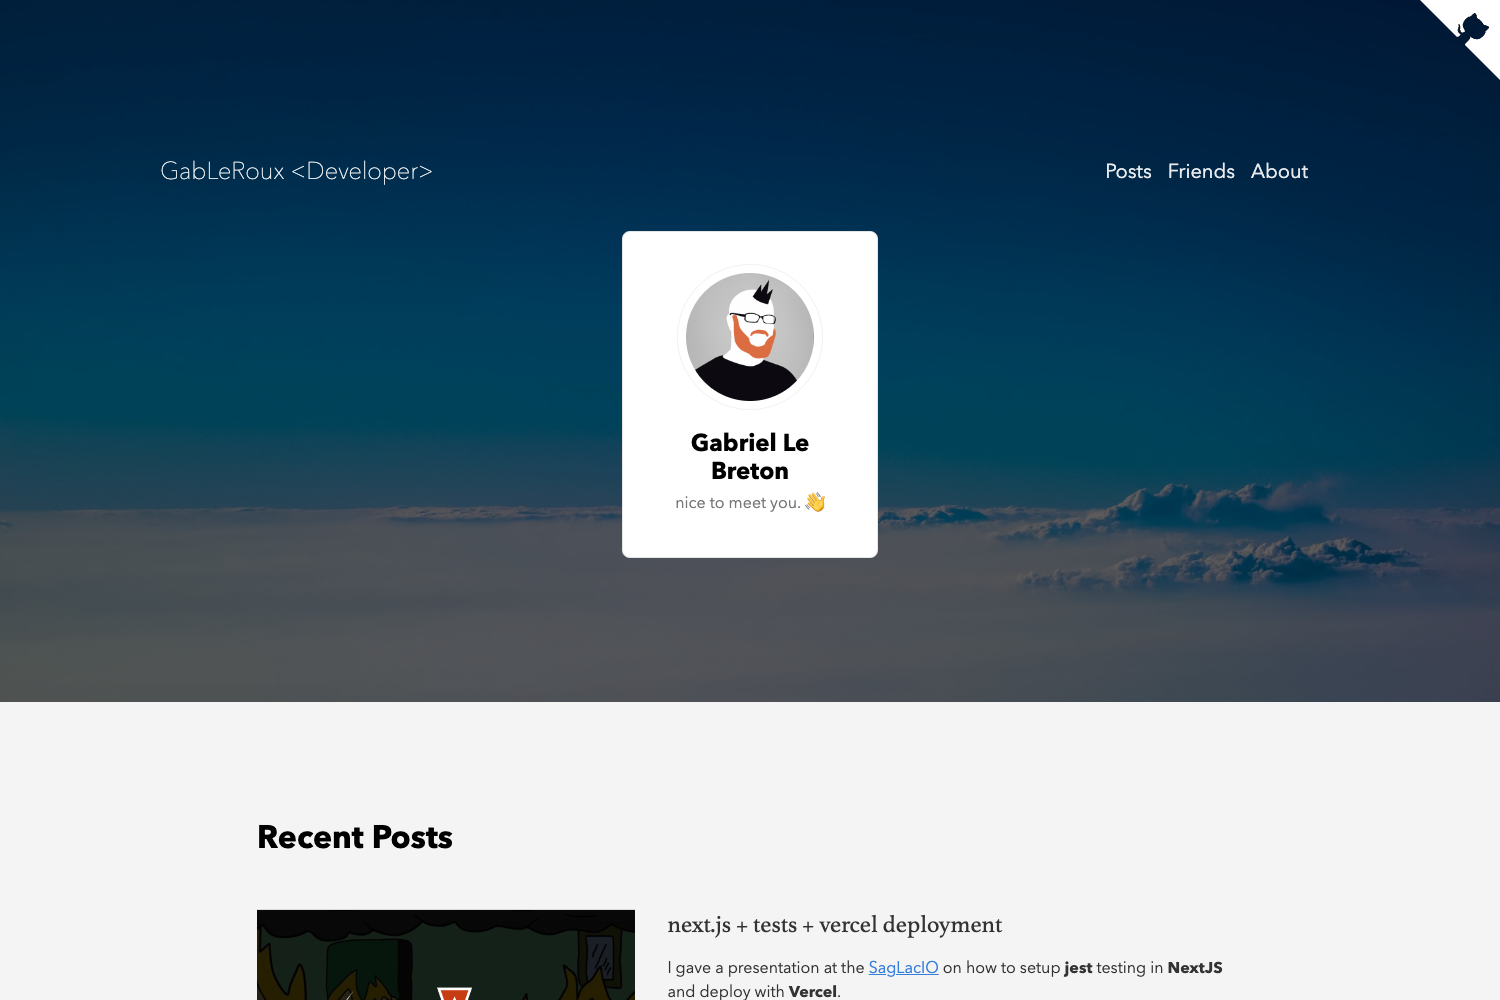 GabLeRoux <Developer>
Posts Friends About
Gabriel Le
Breton
nice to meet you. 👋
Recent Posts
next.js + tests + vercel deployment
I gave a presentation at the SagLacIO on how to setup jest testing in NextJS
and deploy with Vercel.